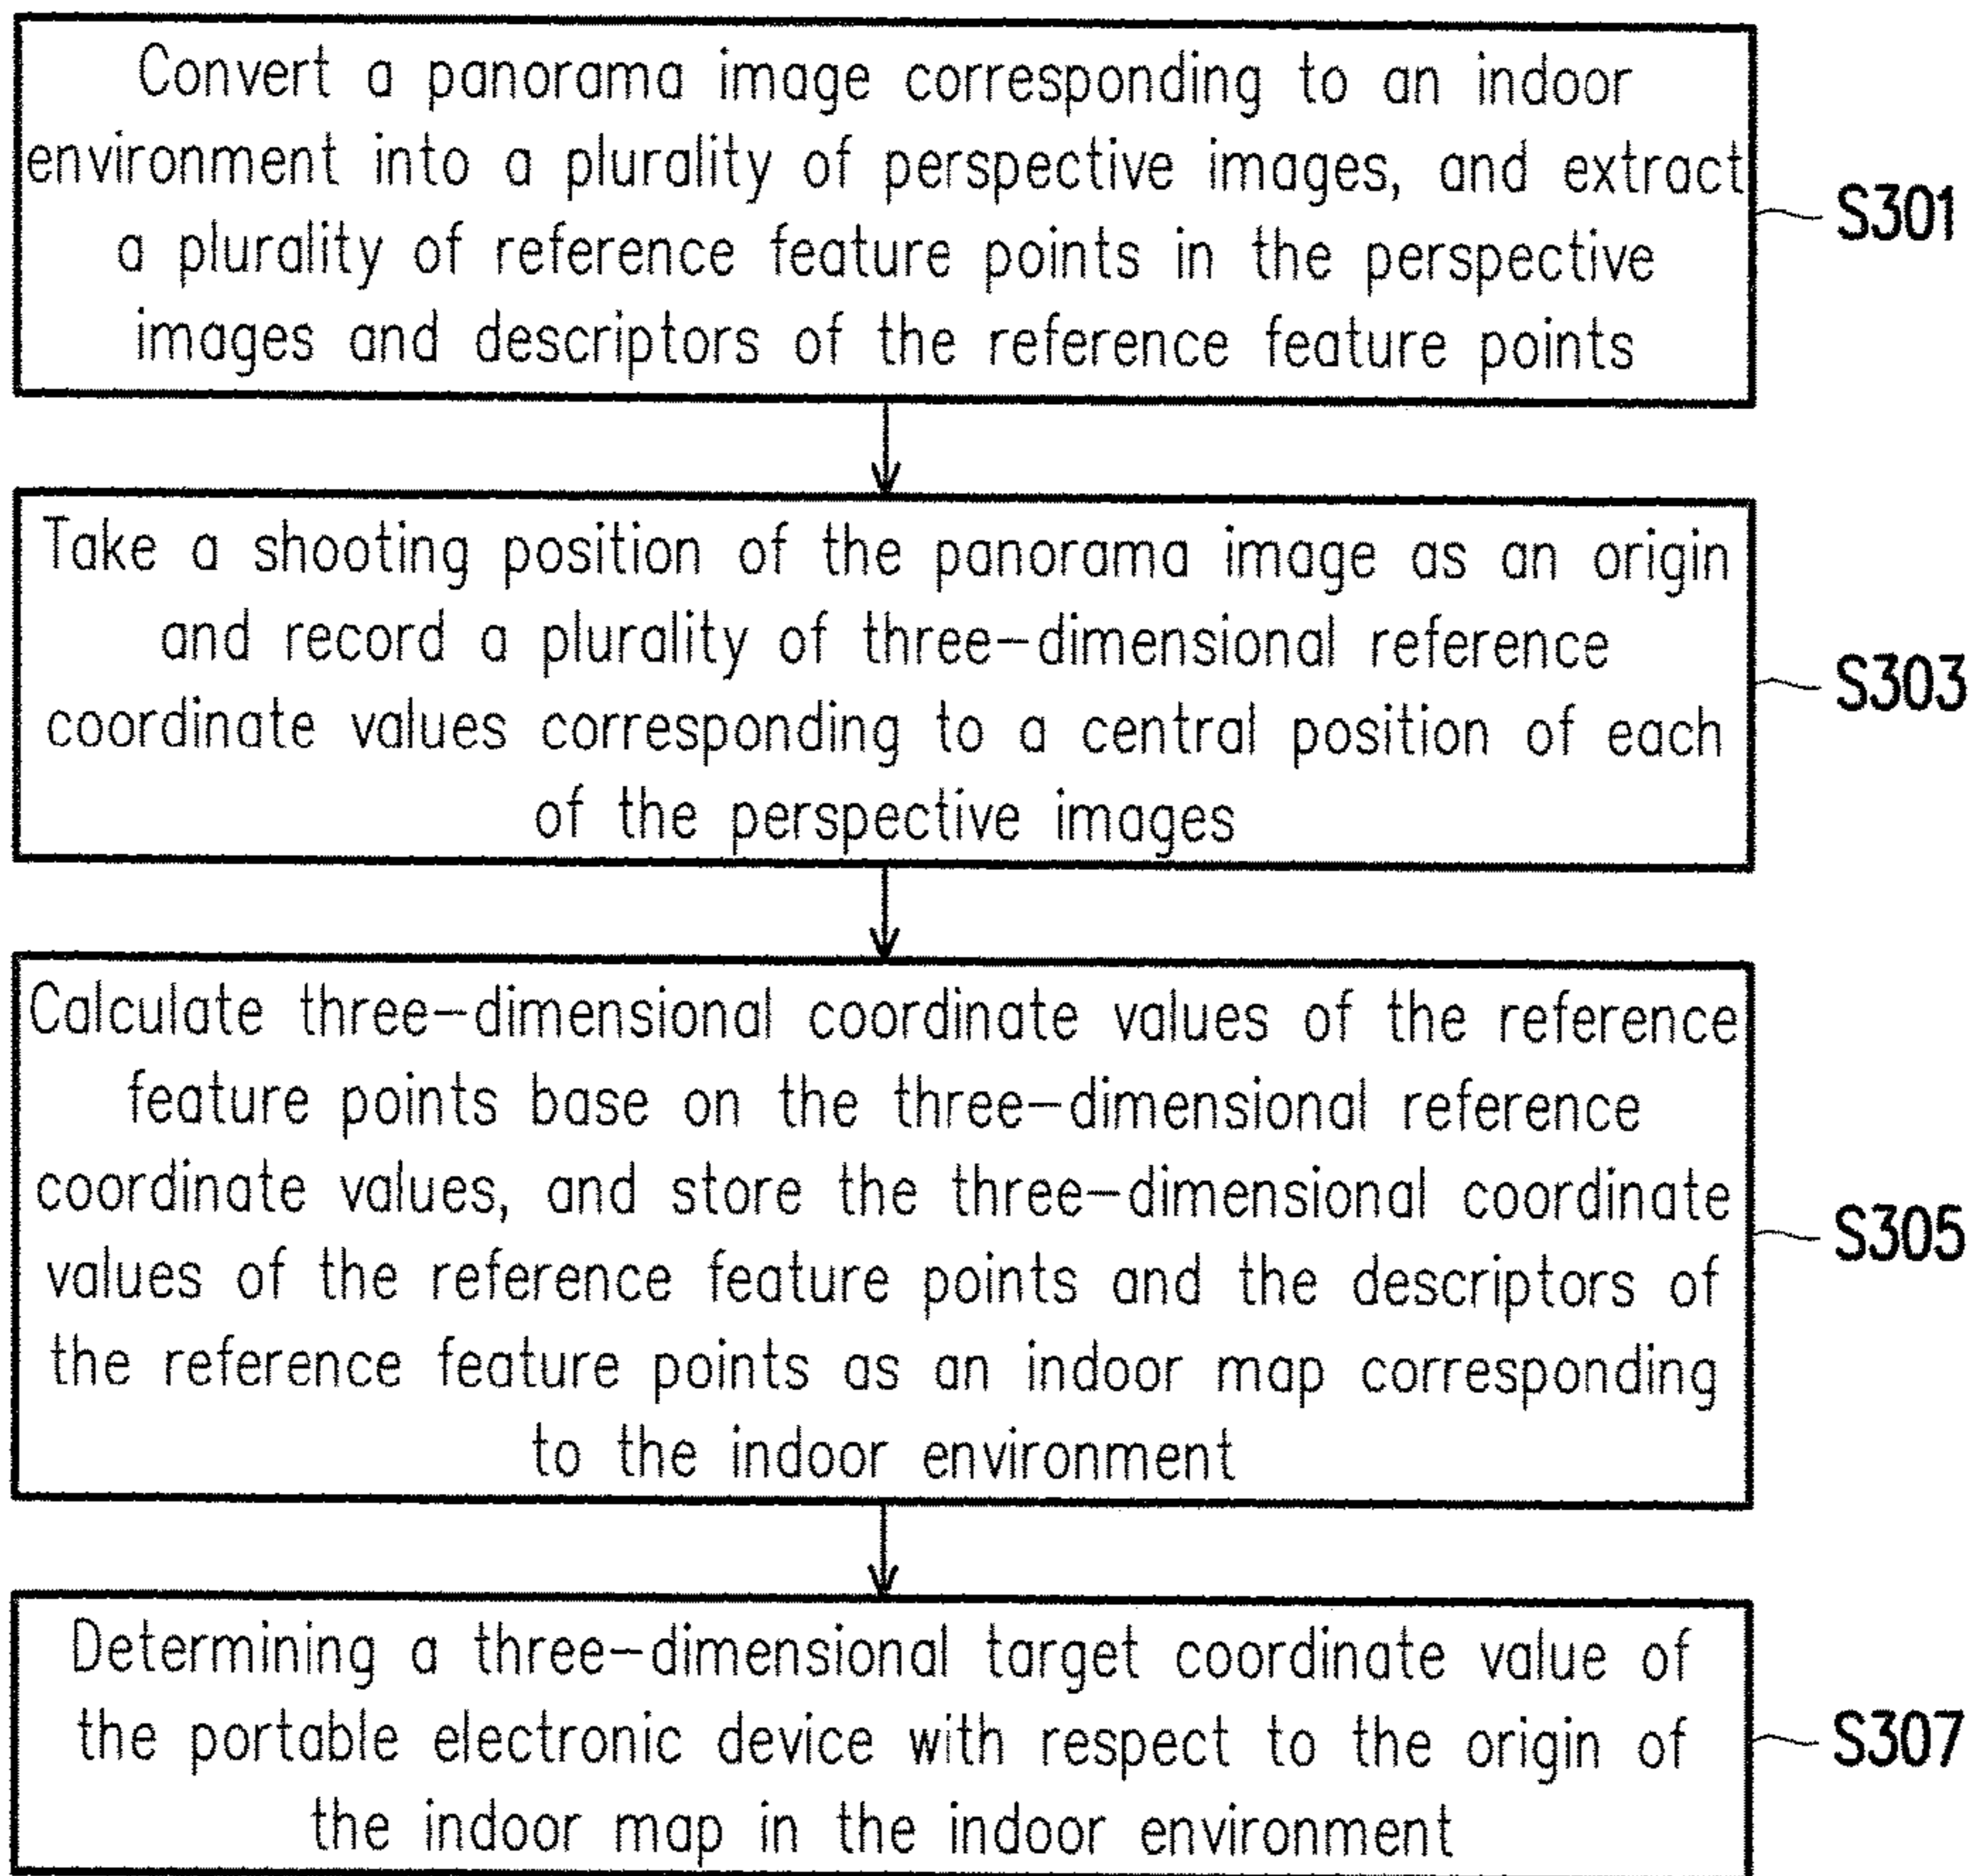 Convert a panorama image corresponding to an indoor
environment into a plurality of perspective images, and extract
a plurality of reference feature points in the perspective
images and descriptors of the reference feature points
S301
Take a shooting position of the panorama image as an origin
and record a plurality of three-dimensional reference
coordinate values corresponding to a central position of each
of the perspective images
S303
Calculate three-dimensional coordinate values of the reference
feature points base on the three-dimensional reference
coordinate values, and store the three-dimensional coordinate
values of the reference feature points and the descriptors of
the reference feature points as an indoor map corresponding
to the indoor environment
S305
Determining a three-dimensional target coordinate value of
the portable electronic device with respect to the origin of
the indoor map in the indoor environment
S307